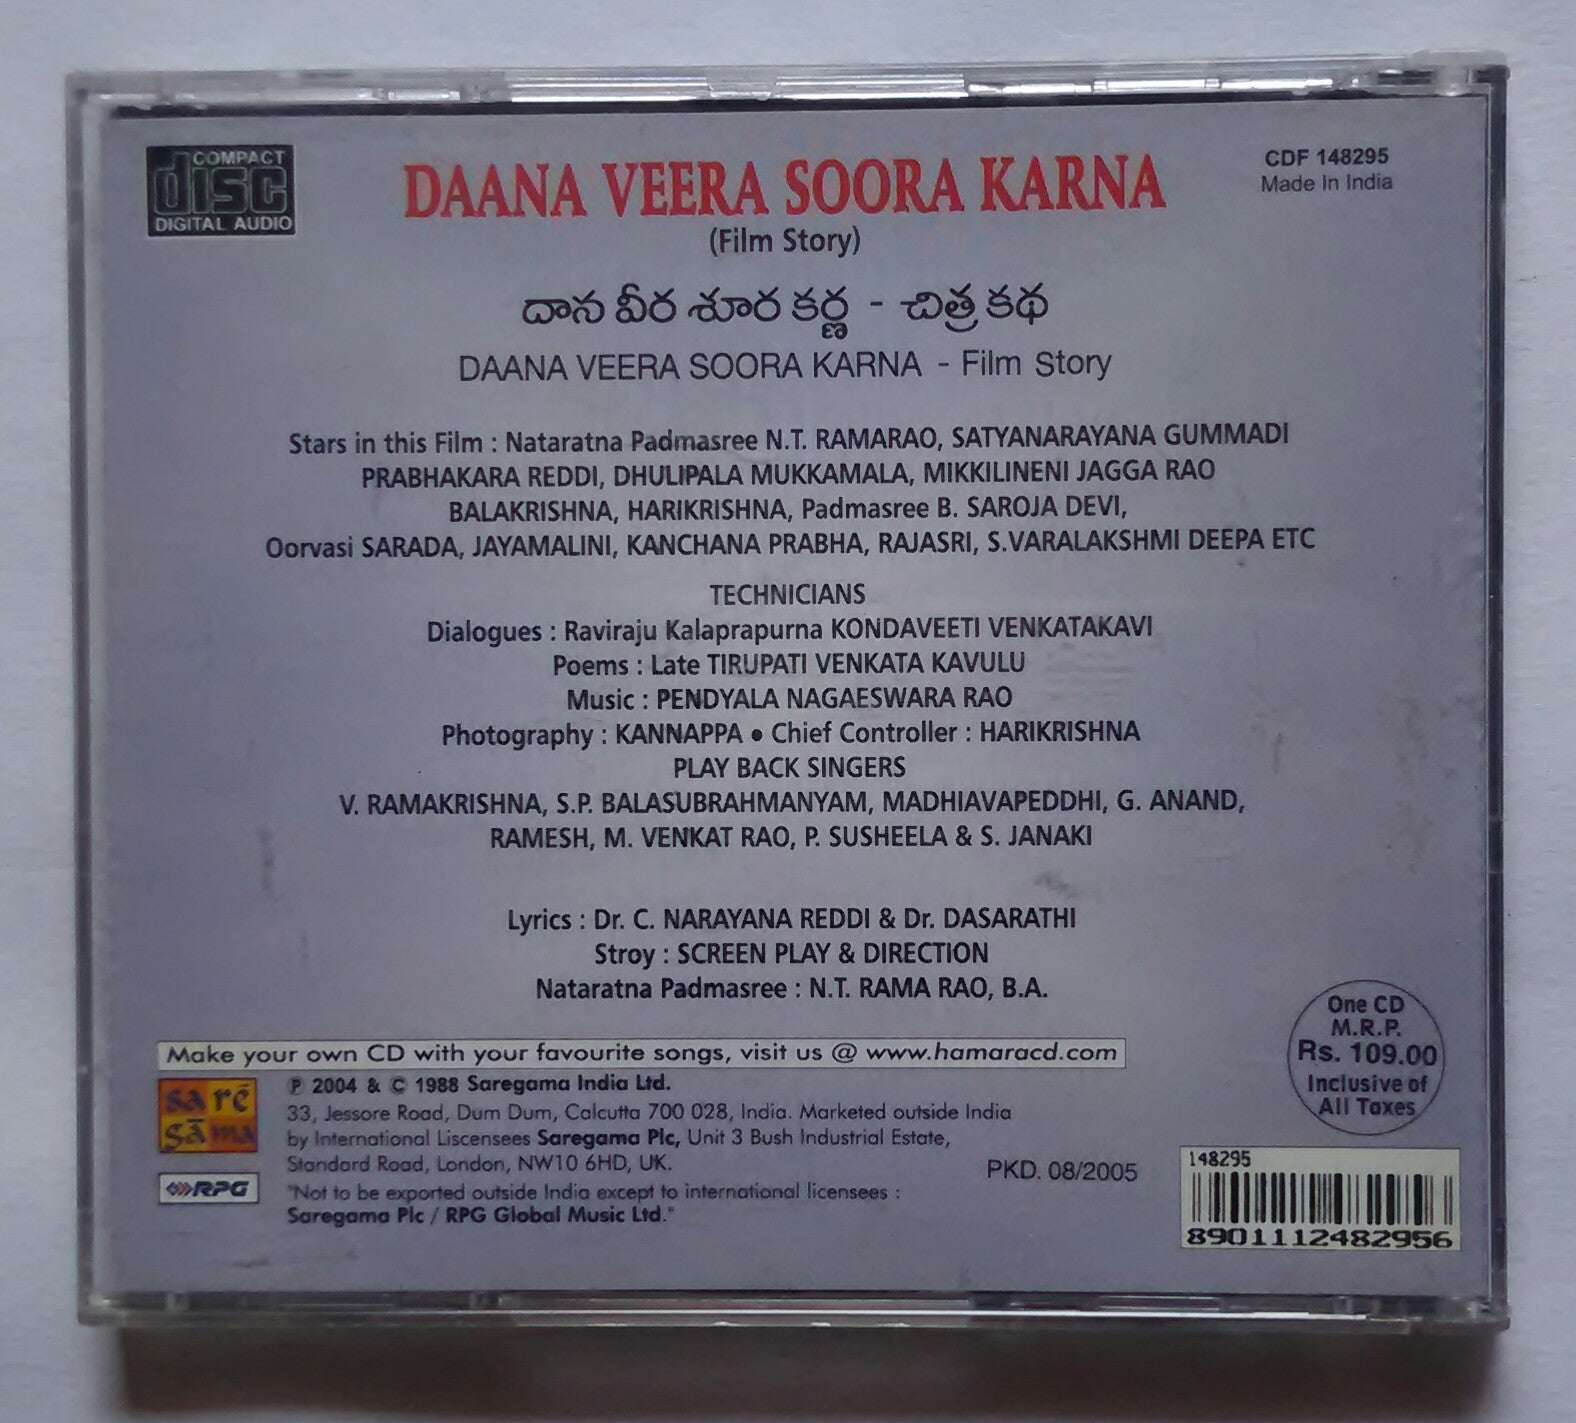 COMPACT
disc
DIGITAL AUDIO
DAANA VEERA SOORA KARNA
(Film Story)
CDF 148295
Made In India
దాన వీర శూర కర్ణ - చిత్ర కథ
DAANA VEERA SOORA KARNA - Film Story
Stars in this Film : Nataratna Padmasree N.T. RAMARAO, SATYANARAYANA GUMMADI
PRABHAKARA REDDI, DHULIPALA MUKKAMALA, MIKKILINENI JAGGA RAO
BALAKRISHNA, HARIKRISHNA, Padmasree B. SAROJA DEVI,
Oorvasi SARADA, JAYAMALINI, KANCHANA PRABHA, RAJASRI, S.VARALAKSHMI DEEPA ETC
TECHNICIANS
Dialogues : Raviraju Kalaprapurna KONDAVEETI VENKATAKAVI
Poems : Late TIRUPATI VENKATA KAVULU
Music : PENDYALA NAGAESWARA RAO
Photography : KANNAPPA • Chief Controller : HARIKRISHNA
PLAY BACK SINGERS
V. RAMAKRISHNA, S.P. BALASUBRAHMANYAM, MADHIAVAPEDDHI, G. ANAND,
RAMESH, M. VENKAT RAO, P. SUSHEELA & S. JANAKI
Lyrics : Dr. C. NARAYANA REDDI & Dr. DASARATHI
Stroy : SCREEN PLAY & DIRECTION
Nataratna Padmasree : N.T. RAMA RAO, B.A.
One CD
M.R.P.
Rs. 109.00
Inclusive of
All Taxes
Make your own CD with your favourite songs, visit us @ www.hamaracd.com
sa rē
gā ma
RPG
℗ 2004 & © 1988 Saregama India Ltd.
33, Jessore Road, Dum Dum, Calcutta 700 028, India. Marketed outside India
by International Liscensees Saregama Plc, Unit 3 Bush Industrial Estate,
Standard Road, London, NW10 6HD, UK.
"Not to be exported outside India except to international licensees :
Saregama Plc / RPG Global Music Ltd."
PKD. 08/2005
148295
8901112482956